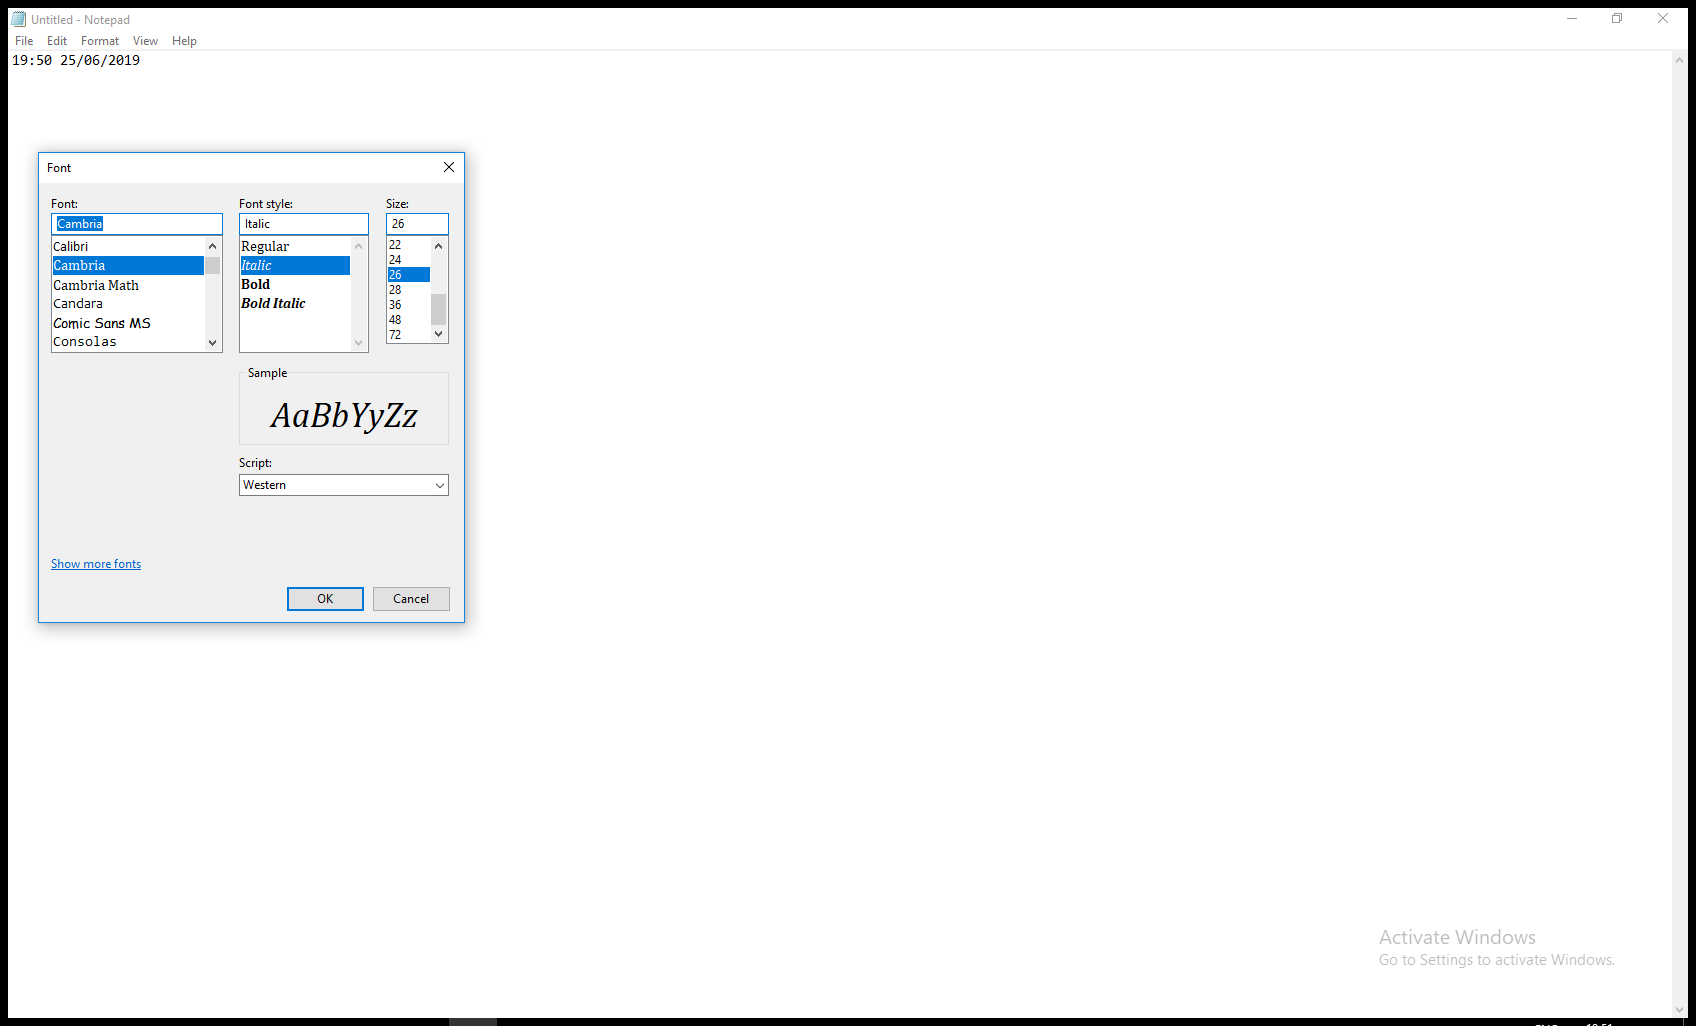 Untitled - Notepad
File Edit Format View Help
19:50 25/06/2019
Font
Font: Font style: Size:
Cambria Italic 26
Calibri
Cambria
Cambria Math
Candara
Comic Sans MS
Consolas
Regular
Italic
Bold
Bold Italic
22
24
26
28
36
48
72
Sample
AaBbYyZz
Script:
Western
Show more fonts
OK Cancel
Activate Windows
Go to Settings to activate Windows.